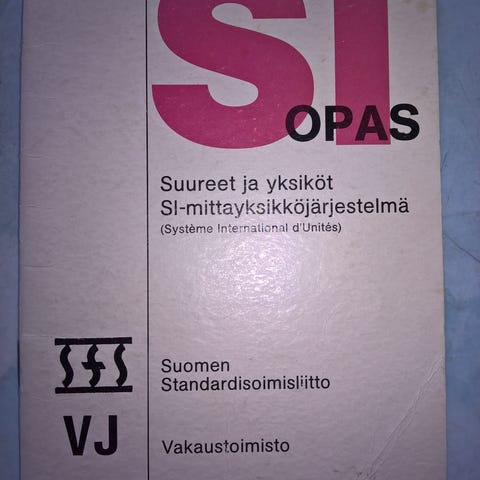 SI
OPAS
Suureet ja yksiköt
SI-mittayksikköjärjestelmä
(Système International d'Unités)
SfS
Suomen
Standardisoimisliitto
VJ
Vakaustoimisto